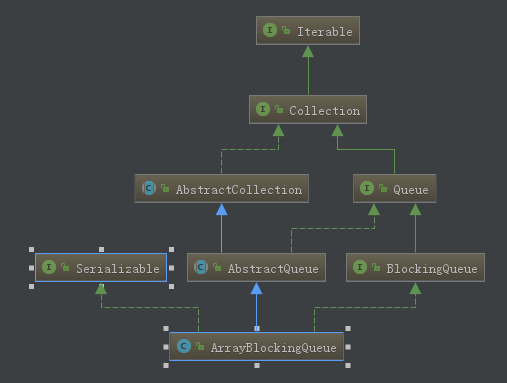 I Iterable
I Collection
C AbstractCollection
I Queue
I Serializable
C AbstractQueue
I BlockingQueue
C ArrayBlockingQueue